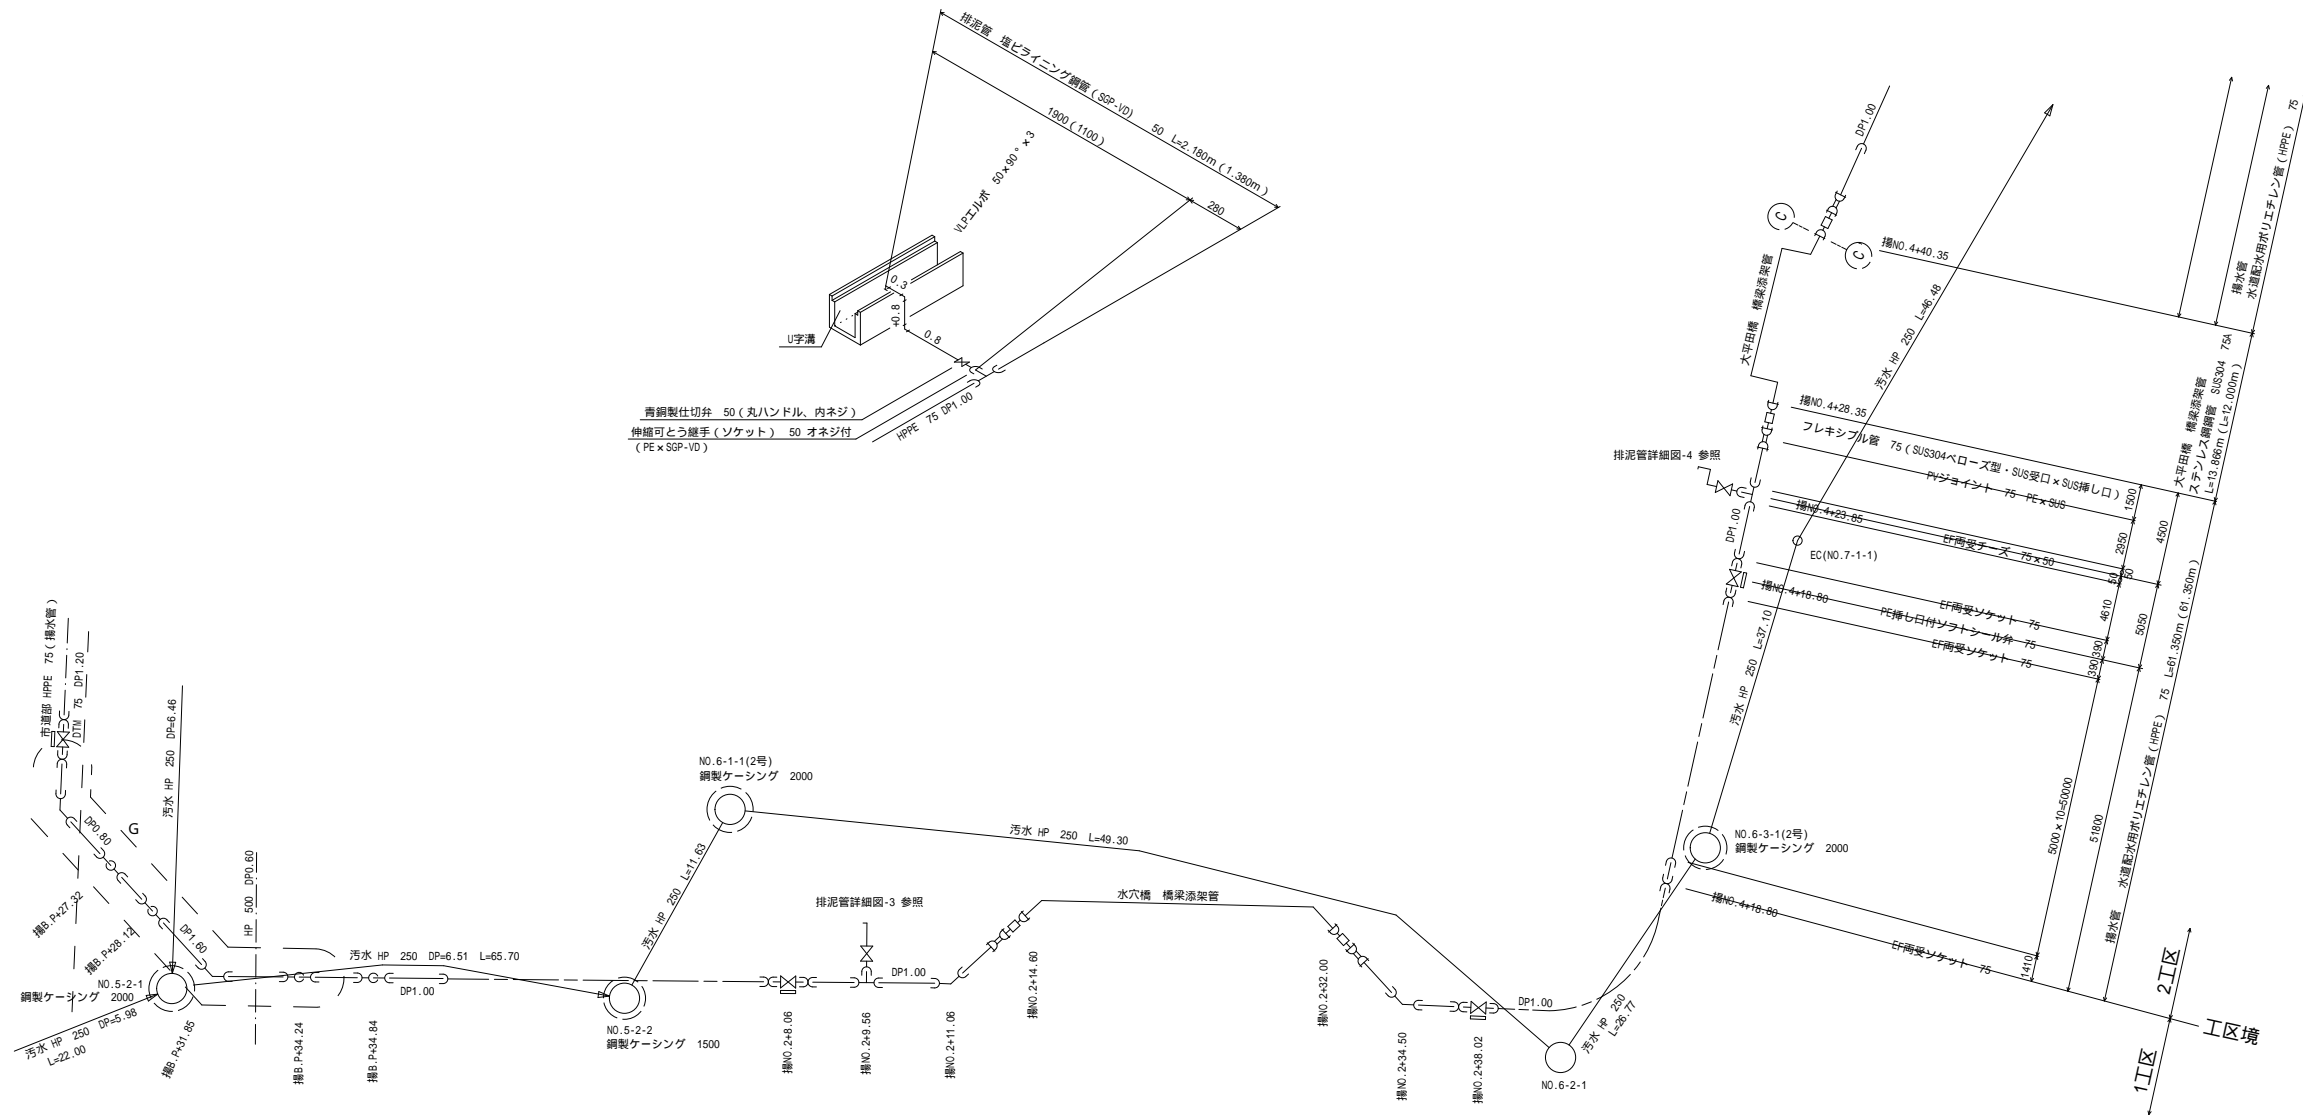 排泥管　塩ビライニング鋼管(SGP-VD)　50　L=2.180m(1.380m)
1900(1100)
280
VLPエルボ　50×90°×3
0.3
+0.8
0.8
U字溝
青銅製仕切弁　50(丸ハンドル、内ネジ)
伸縮可とう継手(ソケット)　50 オネジ付
(PE×SGP-VD)
HPPE　75 DP1.00
DP1.00
C
C
揚NO.4+40.35
大平田橋　橋梁添架管
汚水 HP　250　L=46.48
揚水管
水道配水用ポリエチレン管(HPPE)　75
揚NO.4+28.35
フレキシブル管　75(SUS304ベローズ型・SUS受口×SUS挿し口)
PVジョイント　75　PE×SUS
大平田橋　橋梁添架管
ステンレス鋼鋼管　SUS304　75A
L=13.866m(L=12.000m)
排泥管詳細図-4 参照
DP1.00
揚NO.4+23.85
EF両受チーズ　75×50
EC(NO.7-1-1)
1500
2950
4500
50
50
揚NO.4+18.80
EF両受ソケット　75
PE挿し口付ソフトシール弁　75
EF両受ソケット　75
4610
390
390
5050
汚水 HP　250　L=37.10
5000×10=50000
51800
揚水管　水道配水用ポリエチレン管(HPPE)　75　L=61.350m(61.350m)
市道部 HPPE　75(揚水管)
DTM　75　DP1.20
汚水 HP　250　DP=6.46
DP0.80
G
HP　500　DP0.60
揚B.P+27.32
揚B.P+28.12
DP1.60
汚水 HP　250　DP=6.51　L=65.70
NO.5-2-1
鋼製ケーシング　2000
汚水 HP　250　DP=5.98
L=22.00
揚B.P+31.85
揚B.P+34.24
揚B.P+34.84
DP1.00
NO.6-1-1(2号)
鋼製ケーシング　2000
汚水 HP　250　L=11.63
NO.5-2-2
鋼製ケーシング　1500
汚水 HP　250　L=49.30
排泥管詳細図-3 参照
揚NO.2+8.06
揚NO.2+9.56
DP1.00
揚NO.2+11.06
水穴橋　橋梁添架管
揚NO.2+14.60
揚NO.2+32.00
揚NO.2+34.50
揚NO.2+38.02
DP1.00
NO.6-2-1
汚水 HP　250
L=26.77
NO.6-3-1(2号)
鋼製ケーシング　2000
揚NO.4+18.80
EF両受ソケット　75
1410
2工区
工区境
1工区